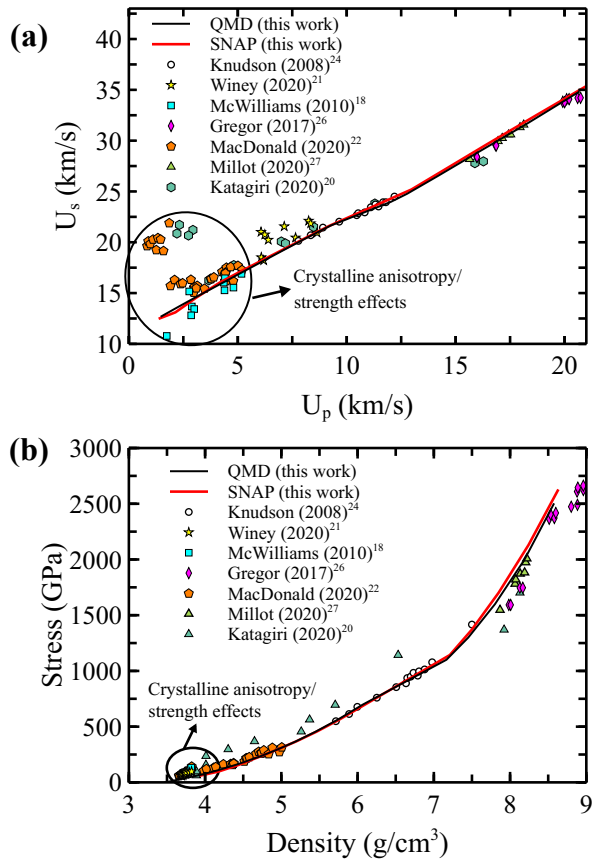 (a)
QMD (this work)
SNAP (this work)
Knudson (2008)24
Winey (2020)21
McWilliams (2010)18
Gregor (2017)26
MacDonald (2020)22
Millot (2020)27
Katagiri (2020)20
Crystalline anisotropy/
strength effects
Us (km/s)
40
35
30
25
20
15
10
0
5
10
15
20
Up (km/s)
(b)
QMD (this work)
SNAP (this work)
Knudson (2008)24
Winey (2020)21
McWilliams (2010)18
Gregor (2017)26
MacDonald (2020)22
Millot (2020)27
Katagiri (2020)20
Crystalline anisotropy/
strength effects
Stress (GPa)
3000
2500
2000
1500
1000
500
0
3
4
5
6
7
8
9
Density (g/cm3)